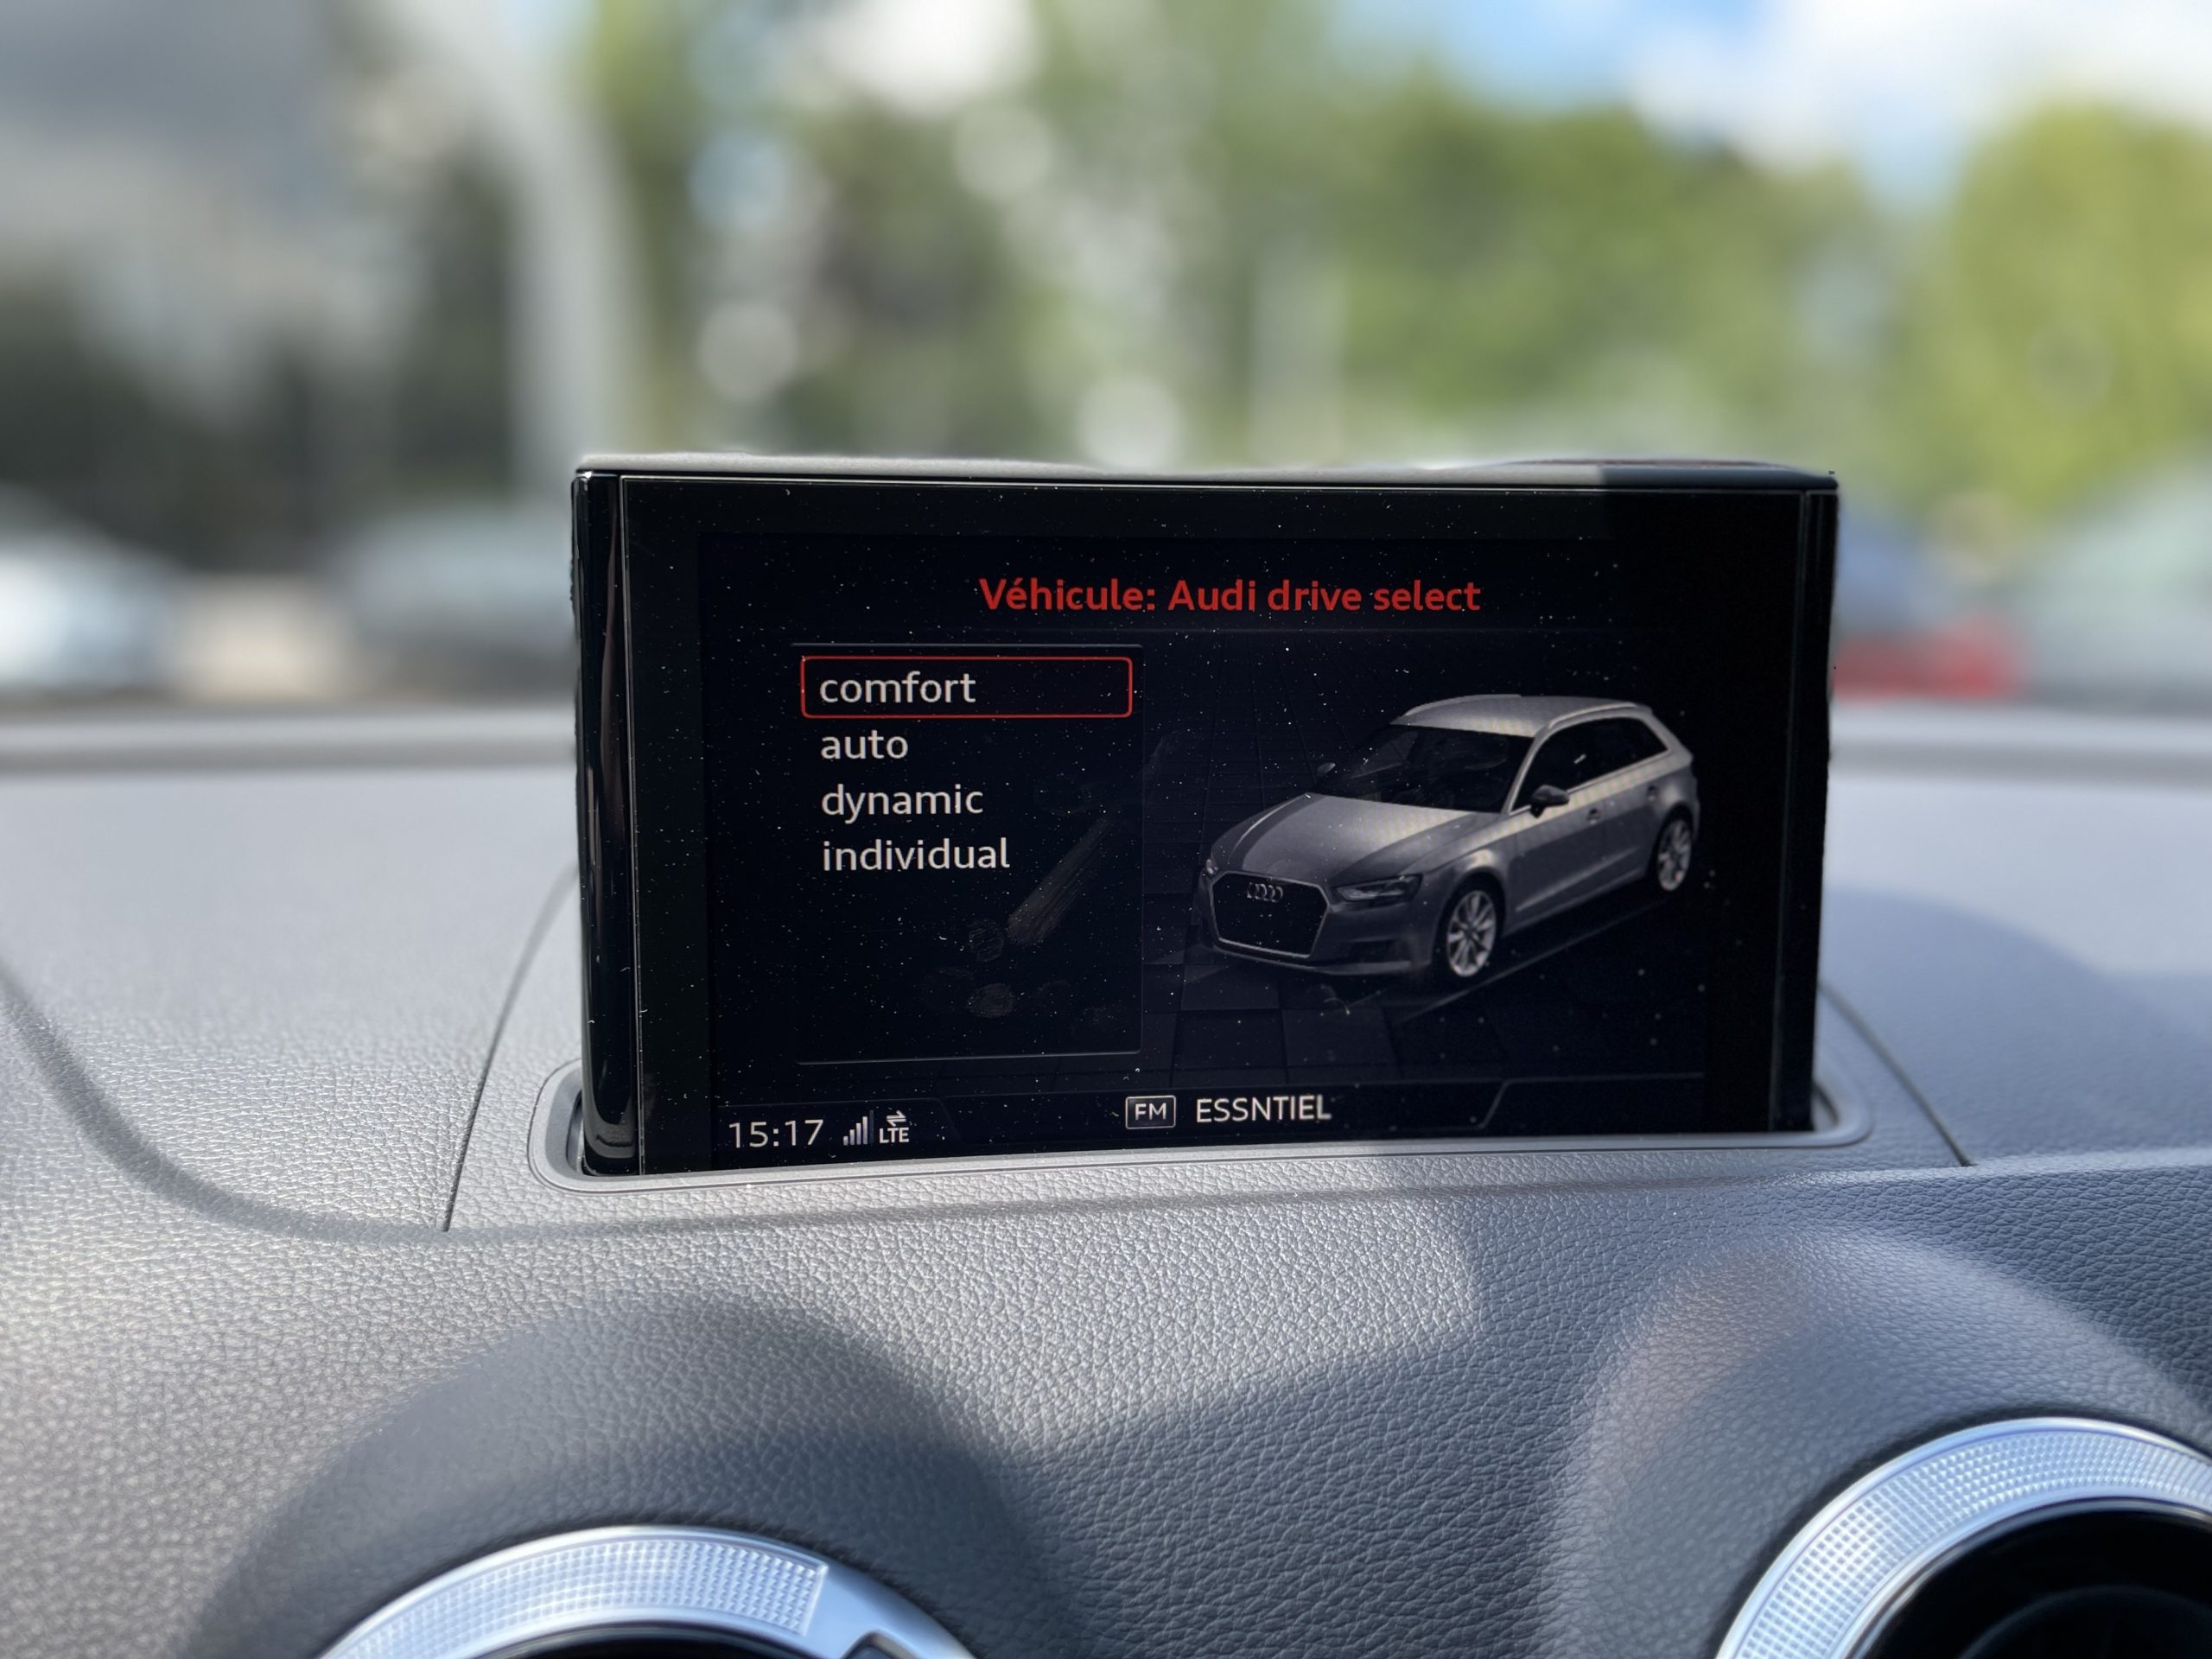 Véhicule: Audi drive select
comfort
auto
dynamic
individual
15:17 LTE
FM ESSNTIEL